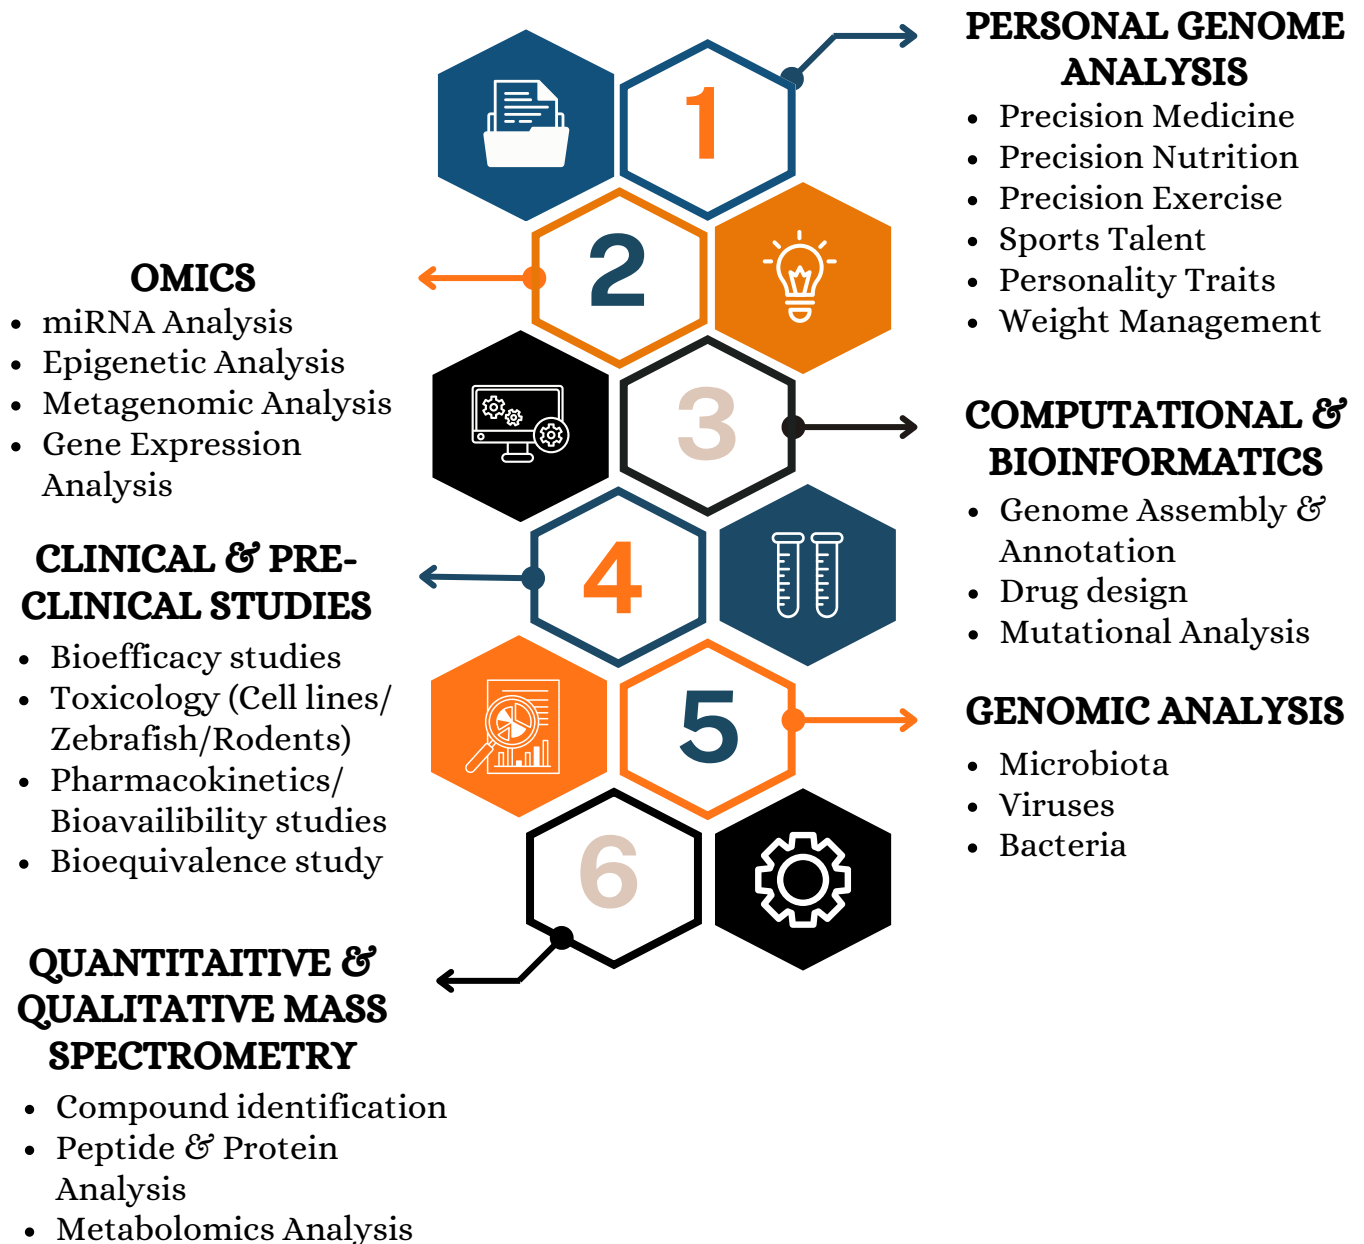 1
PERSONAL GENOME
ANALYSIS
• Precision Medicine
• Precision Nutrition
• Precision Exercise
• Sports Talent
• Personality Traits
• Weight Management
2
OMICS
• miRNA Analysis
• Epigenetic Analysis
• Metagenomic Analysis
• Gene Expression
Analysis
3
COMPUTATIONAL &
BIOINFORMATICS
• Genome Assembly &
Annotation
• Drug design
• Mutational Analysis
4
CLINICAL & PRE-
CLINICAL STUDIES
• Bioefficacy studies
• Toxicology (Cell lines/
Zebrafish/Rodents)
• Pharmacokinetics/
Bioavailibility studies
• Bioequivalence study
5
GENOMIC ANALYSIS
• Microbiota
• Viruses
• Bacteria
6
QUANTITAITIVE &
QUALITATIVE MASS
SPECTROMETRY
• Compound identification
• Peptide & Protein
Analysis
• Metabolomics Analysis